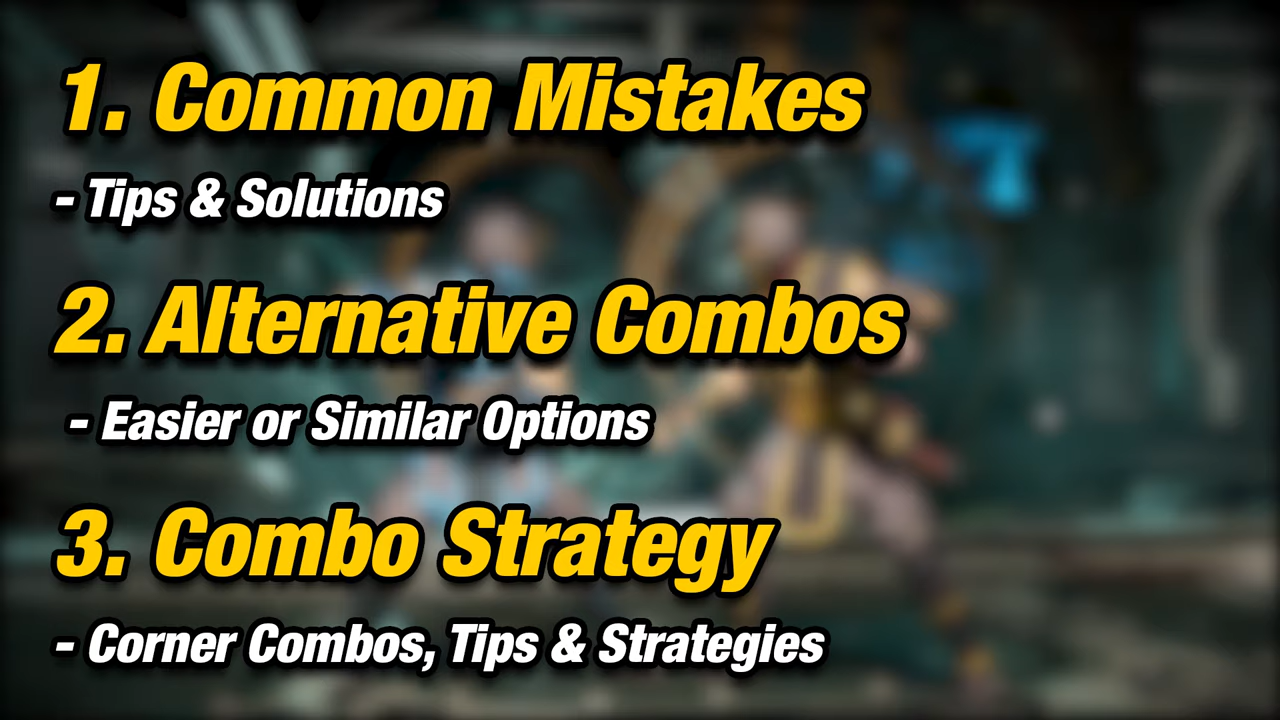 1. Common Mistakes
- Tips & Solutions
2. Alternative Combos
- Easier or Similar Options
3. Combo Strategy
- Corner Combos, Tips & Strategies